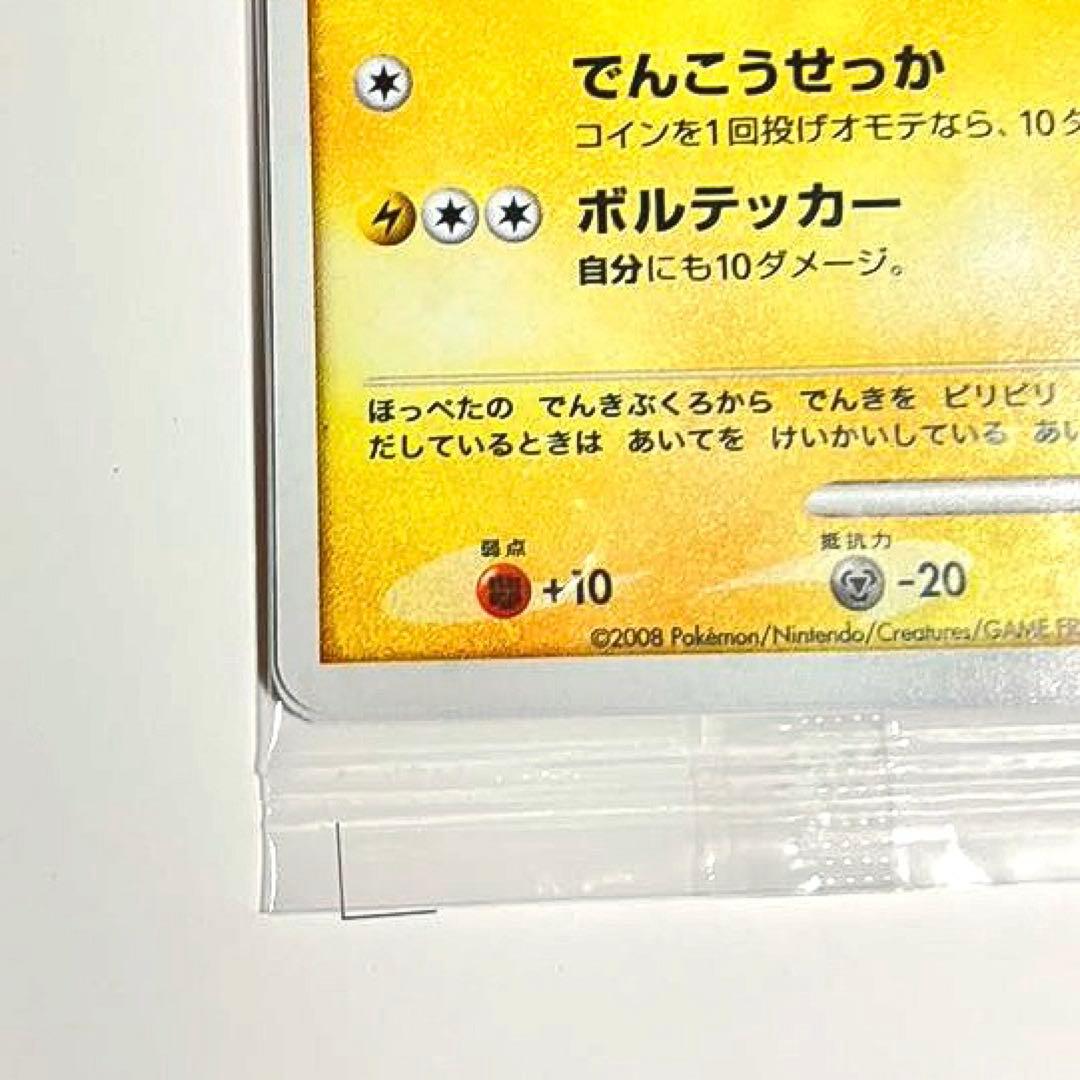 でんこうせっか
コインを1回投げオモテなら、10ダ
ボルテッカー
自分にも10ダメージ。
ほっぺたの でんきぶくろから でんきを ビリビリ
だしているときは あいてを けいかいしている あい
弱点 抵抗力
+10 -20
©2008 Pokémon/Nintendo/Creatures/GAME FR